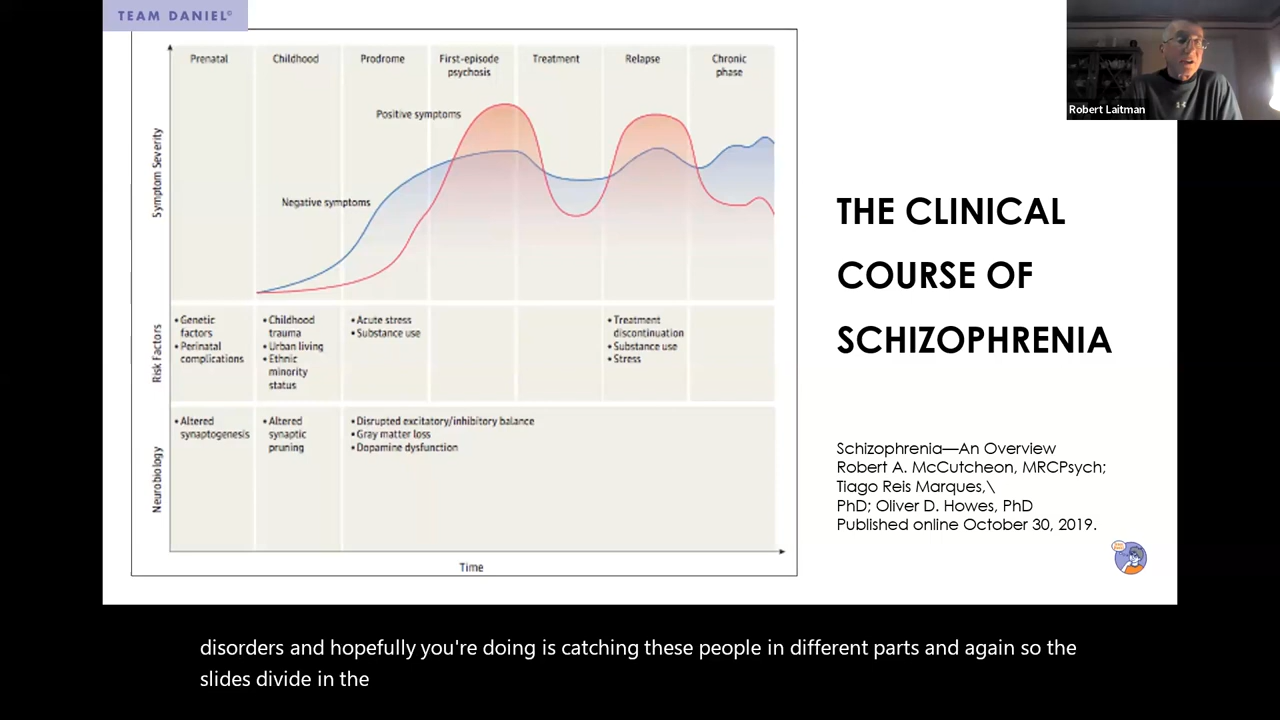 TEAM DANIEL©
Robert Laitman
Prenatal
Childhood
Prodrome
First-episode
psychosis
Treatment
Relapse
Chronic
phase
Symptom Severity
Positive symptoms
Negative symptoms
Risk Factors
• Genetic
factors
• Perinatal
complications
• Childhood
trauma
• Urban living
• Ethnic
minority
status
• Acute stress
• Substance use
• Treatment
discontinuation
• Substance use
• Stress
Neurobiology
• Altered
synaptogenesis
• Altered
synaptic
pruning
• Disrupted excitatory/inhibitory balance
• Gray matter loss
• Dopamine dysfunction
Time
THE CLINICAL
COURSE OF
SCHIZOPHRENIA
Schizophrenia—An Overview
Robert A. McCutcheon, MRCPsych;
Tiago Reis Marques,\
PhD; Oliver D. Howes, PhD
Published online October 30, 2019.
disorders and hopefully you're doing is catching these people in different parts and again so the
slides divide in the